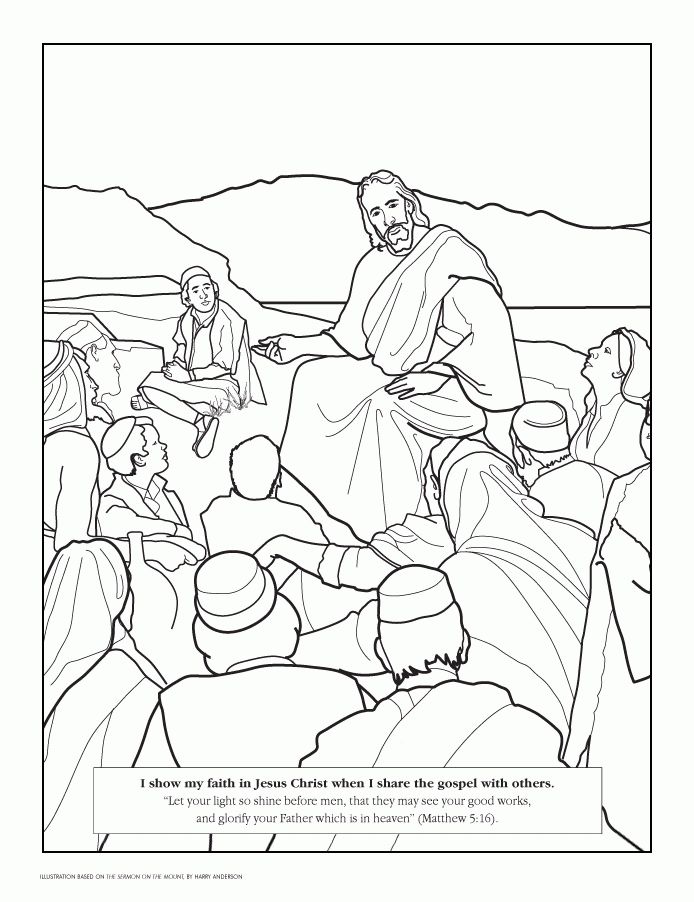 I show my faith in Jesus Christ when I share the gospel with others.
“Let your light so shine before men, that they may see your good works,
and glorify your Father which is in heaven” (Matthew 5:16).
ILLUSTRATION BASED ON THE SERMON ON THE MOUNT, BY HARRY ANDERSON